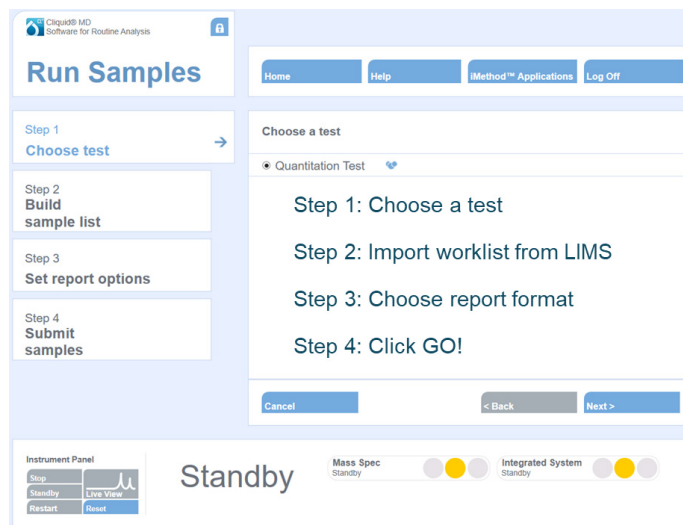 Cliquid® MD
Software for Routine Analysis
Run Samples
Home
Help
iMethod™ Applications
Log Off
Step 1
Choose test
Step 2
Build
sample list
Step 3
Set report options
Step 4
Submit
samples
Choose a test
Quantitation Test
Step 1: Choose a test
Step 2: Import worklist from LIMS
Step 3: Choose report format
Step 4: Click GO!
Cancel
< Back
Next >
Instrument Panel
Stop
Standby
Live View
Restart
Reset
Standby
Mass Spec
Standby
Integrated System
Standby